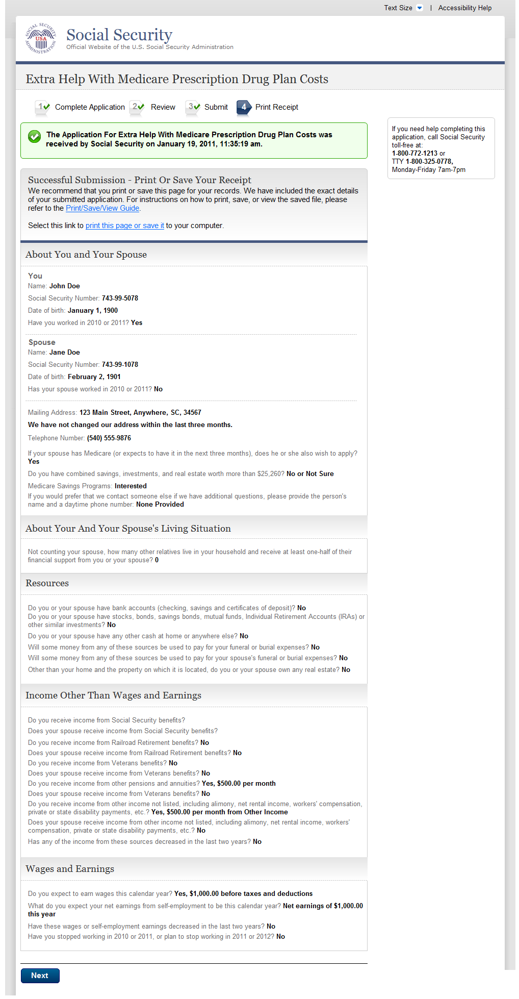 Text Size | Accessibility Help
SOCIAL SECURITY ADMINISTRATION
USA
Social Security
Official Website of the U.S. Social Security Administration
Extra Help With Medicare Prescription Drug Plan Costs
1 Complete Application 2 Review 3 Submit 4 Print Receipt
The Application For Extra Help With Medicare Prescription Drug Plan Costs was
received by Social Security on January 19, 2011, 11:35:19 am.
If you need help completing this
application, call Social Security
toll-free at:
1-800-772-1213 or
TTY 1-800-325-0778,
Monday-Friday 7am-7pm
Successful Submission - Print Or Save Your Receipt
We recommend that you print or save this page for your records. We have included the exact details
of your submitted application. For instructions on how to print, save, or view the saved file, please
refer to the Print/Save/View Guide.
Select this link to print this page or save it to your computer.
About You and Your Spouse
You
Name: John Doe
Social Security Number: 743-99-5078
Date of birth: January 1, 1900
Have you worked in 2010 or 2011? Yes
Spouse
Name: Jane Doe
Social Security Number: 743-99-1078
Date of birth: February 2, 1901
Has your spouse worked in 2010 or 2011? No
Mailing Address: 123 Main Street, Anywhere, SC, 34567
We have not changed our address within the last three months.
Telephone Number: (540) 555-9876
If your spouse has Medicare (or expects to have it in the next three months), does he or she also wish to apply?
Yes
Do you have combined savings, investments, and real estate worth more than $25,260? No or Not Sure
Medicare Savings Programs: Interested
If you would prefer that we contact someone else if we have additional questions, please provide the person's
name and a daytime phone number: None Provided
About Your And Your Spouse's Living Situation
Not counting your spouse, how many other relatives live in your household and receive at least one-half of their
financial support from you or your spouse? 0
Resources
Do you or your spouse have bank accounts (checking, savings and certificates of deposit)? No
Do you or your spouse have stocks, bonds, savings bonds, mutual funds, Individual Retirement Accounts (IRAs) or
other similar investments? No
Do you or your spouse have any other cash at home or anywhere else? No
Will some money from any of these sources be used to pay for your funeral or burial expenses? No
Will some money from any of these sources be used to pay for your spouse's funeral or burial expenses? No
Other than your home and the property on which it is located, do you or your spouse own any real estate? No
Income Other Than Wages and Earnings
Do you receive income from Social Security benefits?
Does your spouse receive income from Social Security benefits?
Do you receive income from Railroad Retirement benefits? No
Does your spouse receive income from Railroad Retirement benefits? No
Do you receive income from Veterans benefits? No
Does your spouse receive income from Veterans benefits? No
Do you receive income from other pensions and annuities? Yes, $500.00 per month
Does your spouse receive income from Veterans benefits? No
Do you receive income from other income not listed, including alimony, net rental income, workers' compensation,
private or state disability payments, etc.? Yes, $500.00 per month from Other Income
Does your spouse receive income from other income not listed, including alimony, net rental income, workers'
compensation, private or state disability payments, etc.? No
Has any of the income from these sources decreased in the last two years? No
Wages and Earnings
Do you expect to earn wages this calendar year? Yes, $1,000.00 before taxes and deductions
What do you expect your net earnings from self-employment to be this calendar year? Net earnings of $1,000.00
this year
Have these wages or self-employment earnings decreased in the last two years? No
Have you stopped working in 2010 or 2011, or plan to stop working in 2011 or 2012? No
Next